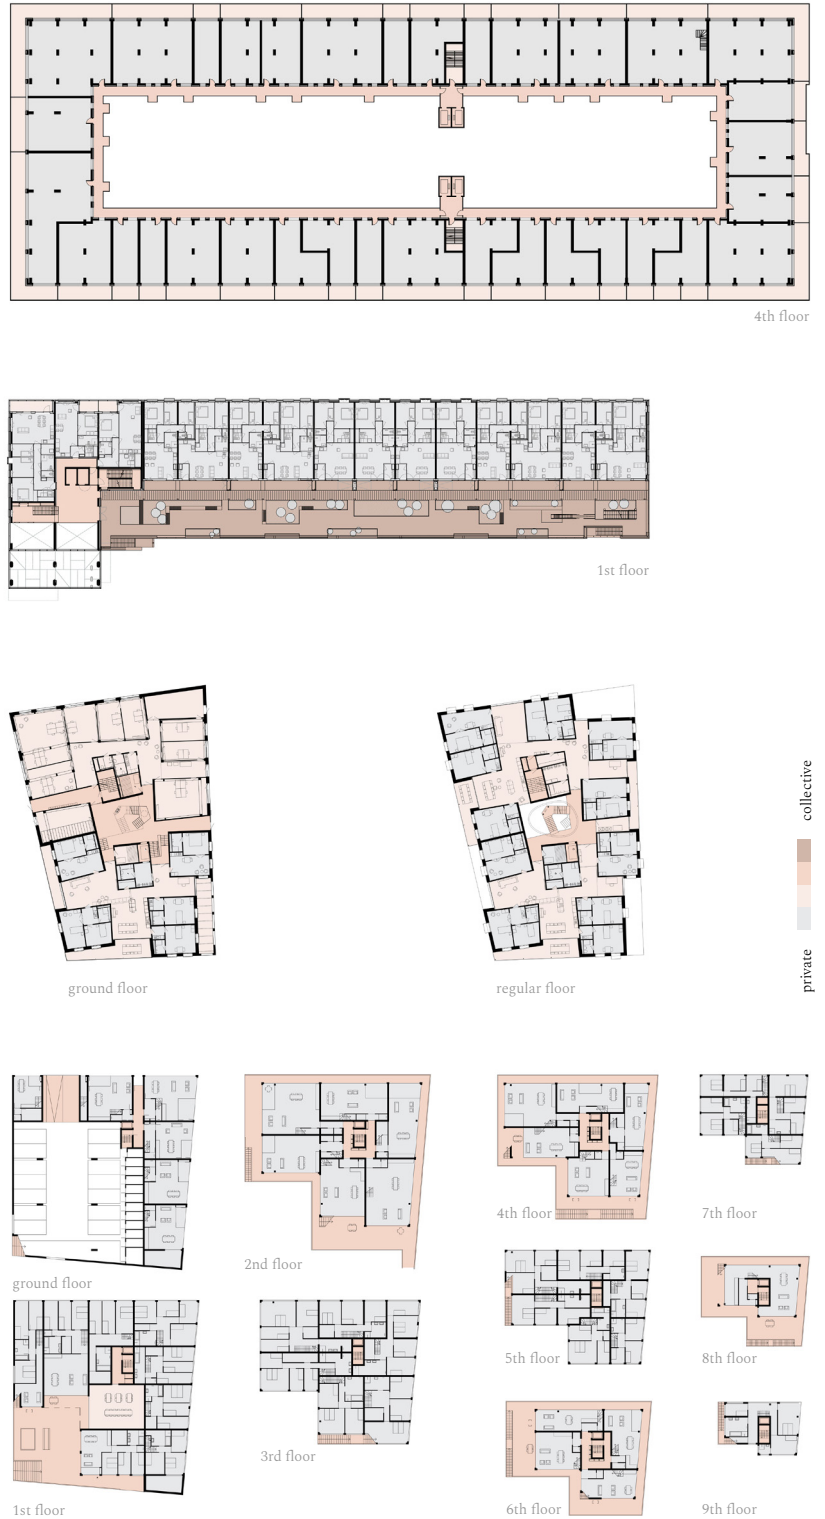 4th floor
1st floor
collective
private
ground floor
regular floor
ground floor
2nd floor
4th floor
7th floor
5th floor
8th floor
3rd floor
1st floor
6th floor
9th floor